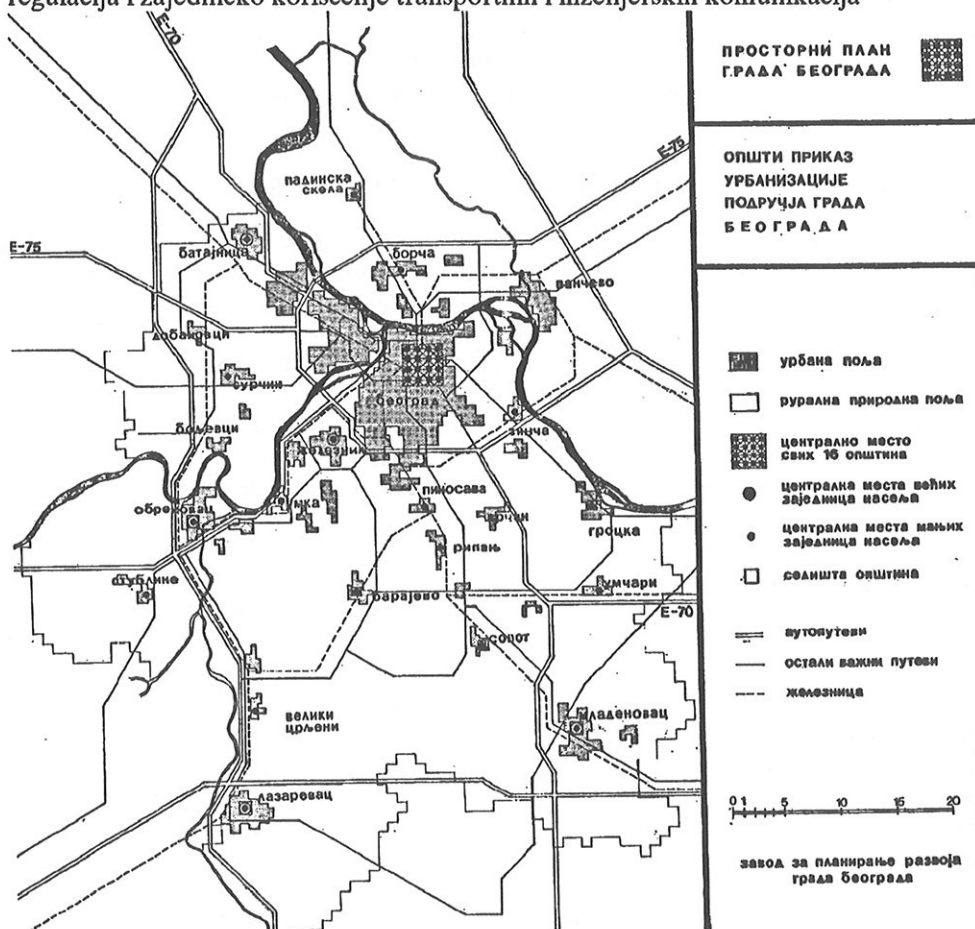 regulacija i zajedničko korišćenje transportnih i inženjerskih komunikacija
ПРОСТОРНИ ПЛАН
ГРАДА БЕОГРАДА
ОПШТИ ПРИКАЗ
УРБАНИЗАЦИЈЕ
ПОДРУЧЈА ГРАДА
БЕОГРАДА
E-70
E-75
падинска
скела
E-75
батајница
борча
панчево
добановци
сурчин
београд
винча
бољевци
железник
обреновац
умка
пиносава
врчин
гроцка
рипањ
стублине
барајево
умчари
E-70
сопот
велики
црљени
младеновац
лазаревац
урбана поља
рурална природна поља
централно место
свих 16 општина
централна места већих
заједница насеља
централна места мањих
заједница насеља
седишта општина
аутопутеви
остали важни путеви
железница
0 1 5 10 15 20
завод за планирање развоја
града београда